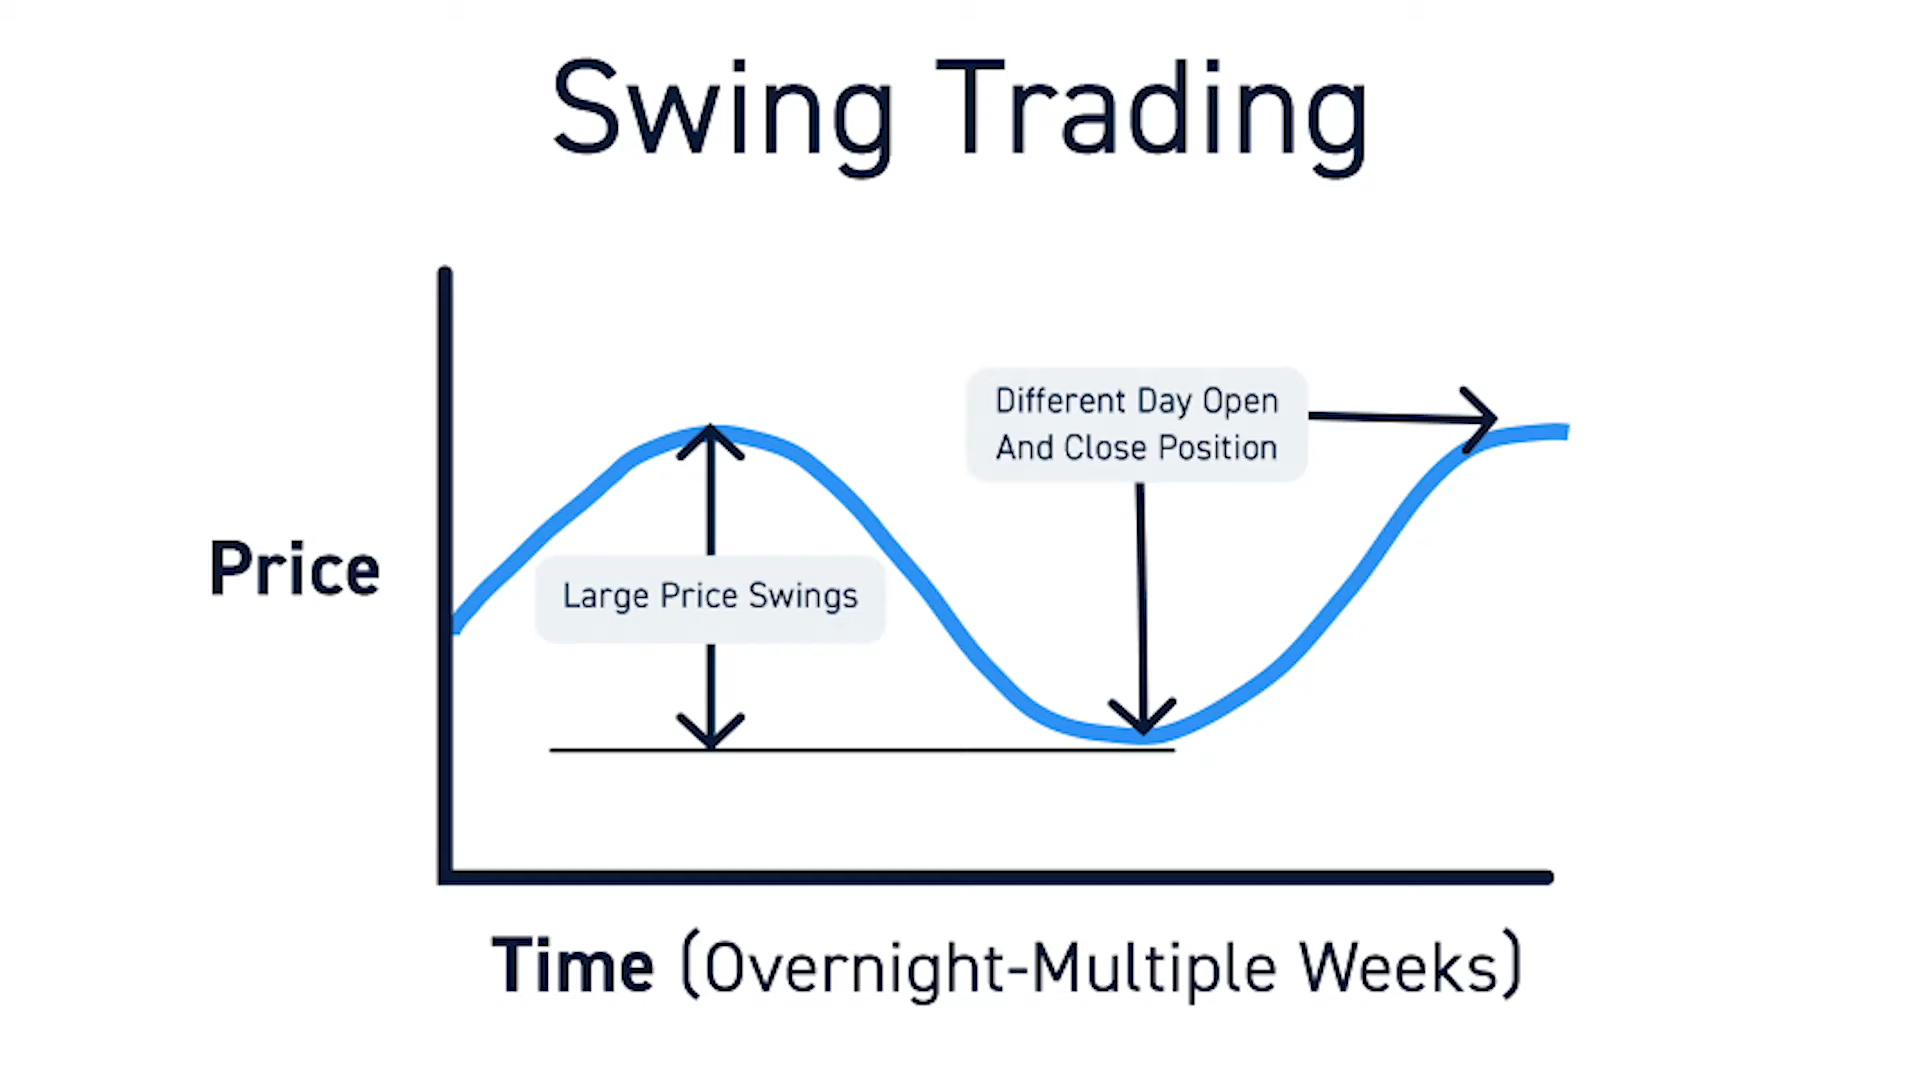 Swing Trading
Different Day Open
And Close Position
Large Price Swings
Price
Time (Overnight-Multiple Weeks)